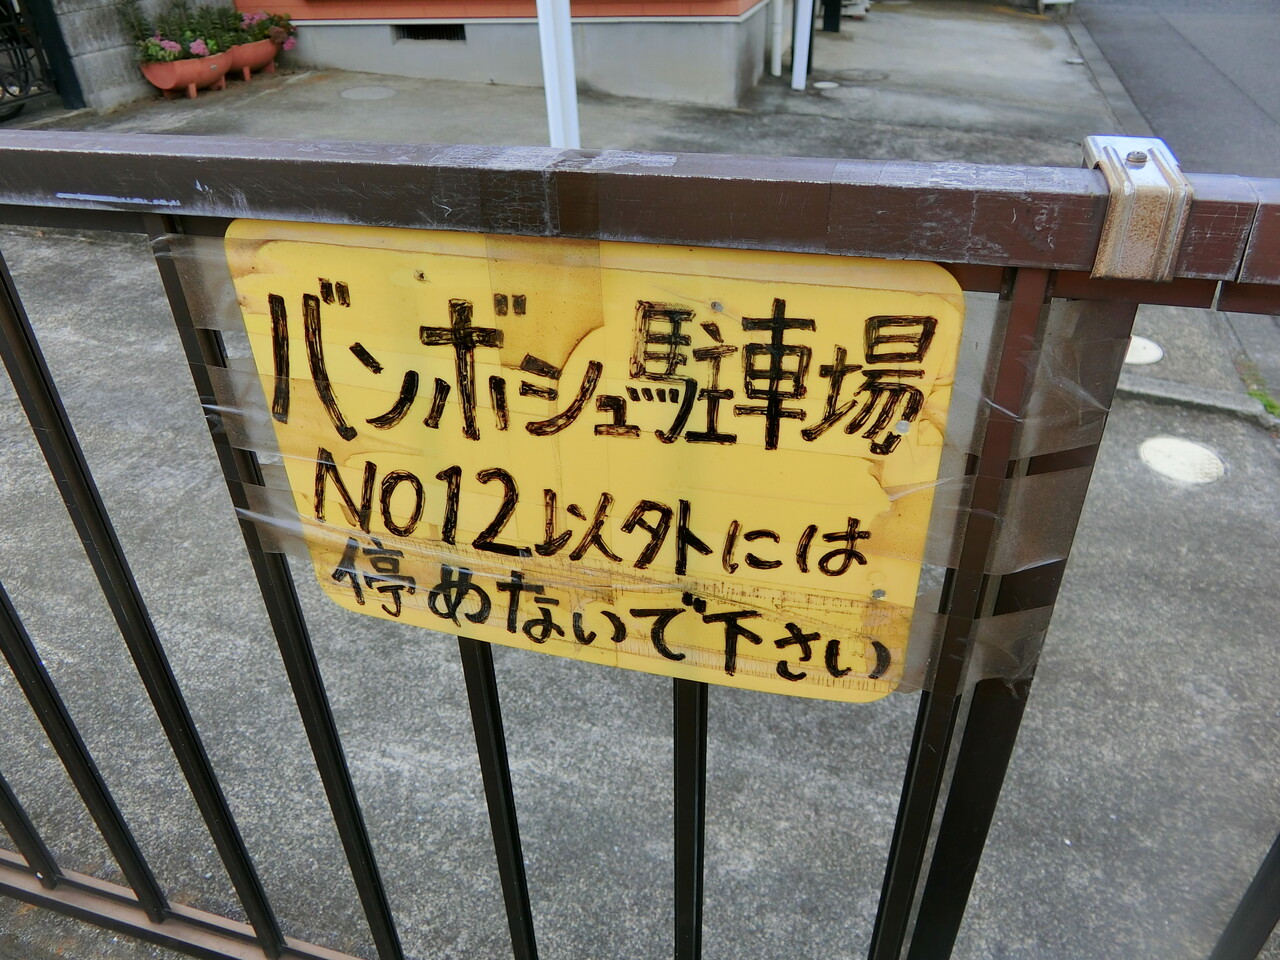 バンボシュ駐車場
NO12以外には
停めないで下さい